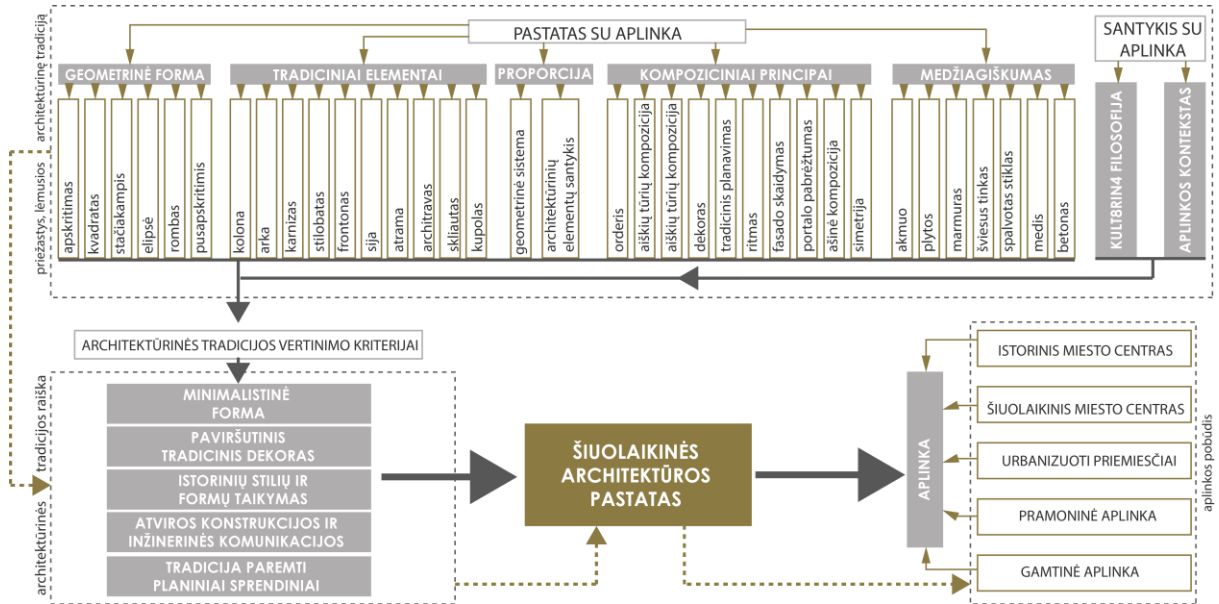 PASTATAS SU APLINKA
SANTYKIS SU
APLINKA
priežastys, lėmusios
architektūrinę tradiciją
GEOMETRINĖ FORMA
TRADICINIAI ELEMENTAI
PROPORCIJA
KOMPOZICINIAI PRINCIPAI
MEDŽIAGIŠKUMAS
apskritimas
kvadratas
stačiakampis
elipsė
rombas
pusapskritimis
kolona
arka
karnizas
stilobatas
frontonas
sija
atrama
architravas
skliautas
kupolas
geometrinė sistema
architektūrinių
elementų santykis
orderis
aiškių tūrių kompozicija
aiškių tūrių kompozicija
dekoras
tradicinis planavimas
ritmas
fasado skaidymas
portalo pabrėžtumas
ašinė kompozicija
simetrija
akmuo
plytos
marmuras
šviesus tinkas
spalvotas stiklas
medis
betonas
KULT8RIN4 FILOSOFIJA
APLINKOS KONTEKSTAS
ARCHITEKTŪRINĖS TRADICIJOS VERTINIMO KRITERIJAI
architektūrinės tradicijos raiška
MINIMALISTINĖ
FORMA
PAVIRŠUTINIS
TRADICINIS DEKORAS
ISTORINIŲ STILIŲ IR
FORMŲ TAIKYMAS
ATVIROS KONSTRUKCIJOS IR
INŽINERINĖS KOMUNIKACIJOS
TRADICIJA PAREMTI
PLANINIAI SPRENDINIAI
ŠIUOLAIKINĖS
ARCHITEKTŪROS
PASTATAS
APLINKA
ISTORINIS MIESTO CENTRAS
ŠIUOLAIKINIS MIESTO CENTRAS
URBANIZUOTI PRIEMIESČIAI
PRAMONINĖ APLINKA
GAMTINĖ APLINKA
aplinkos pobūdis